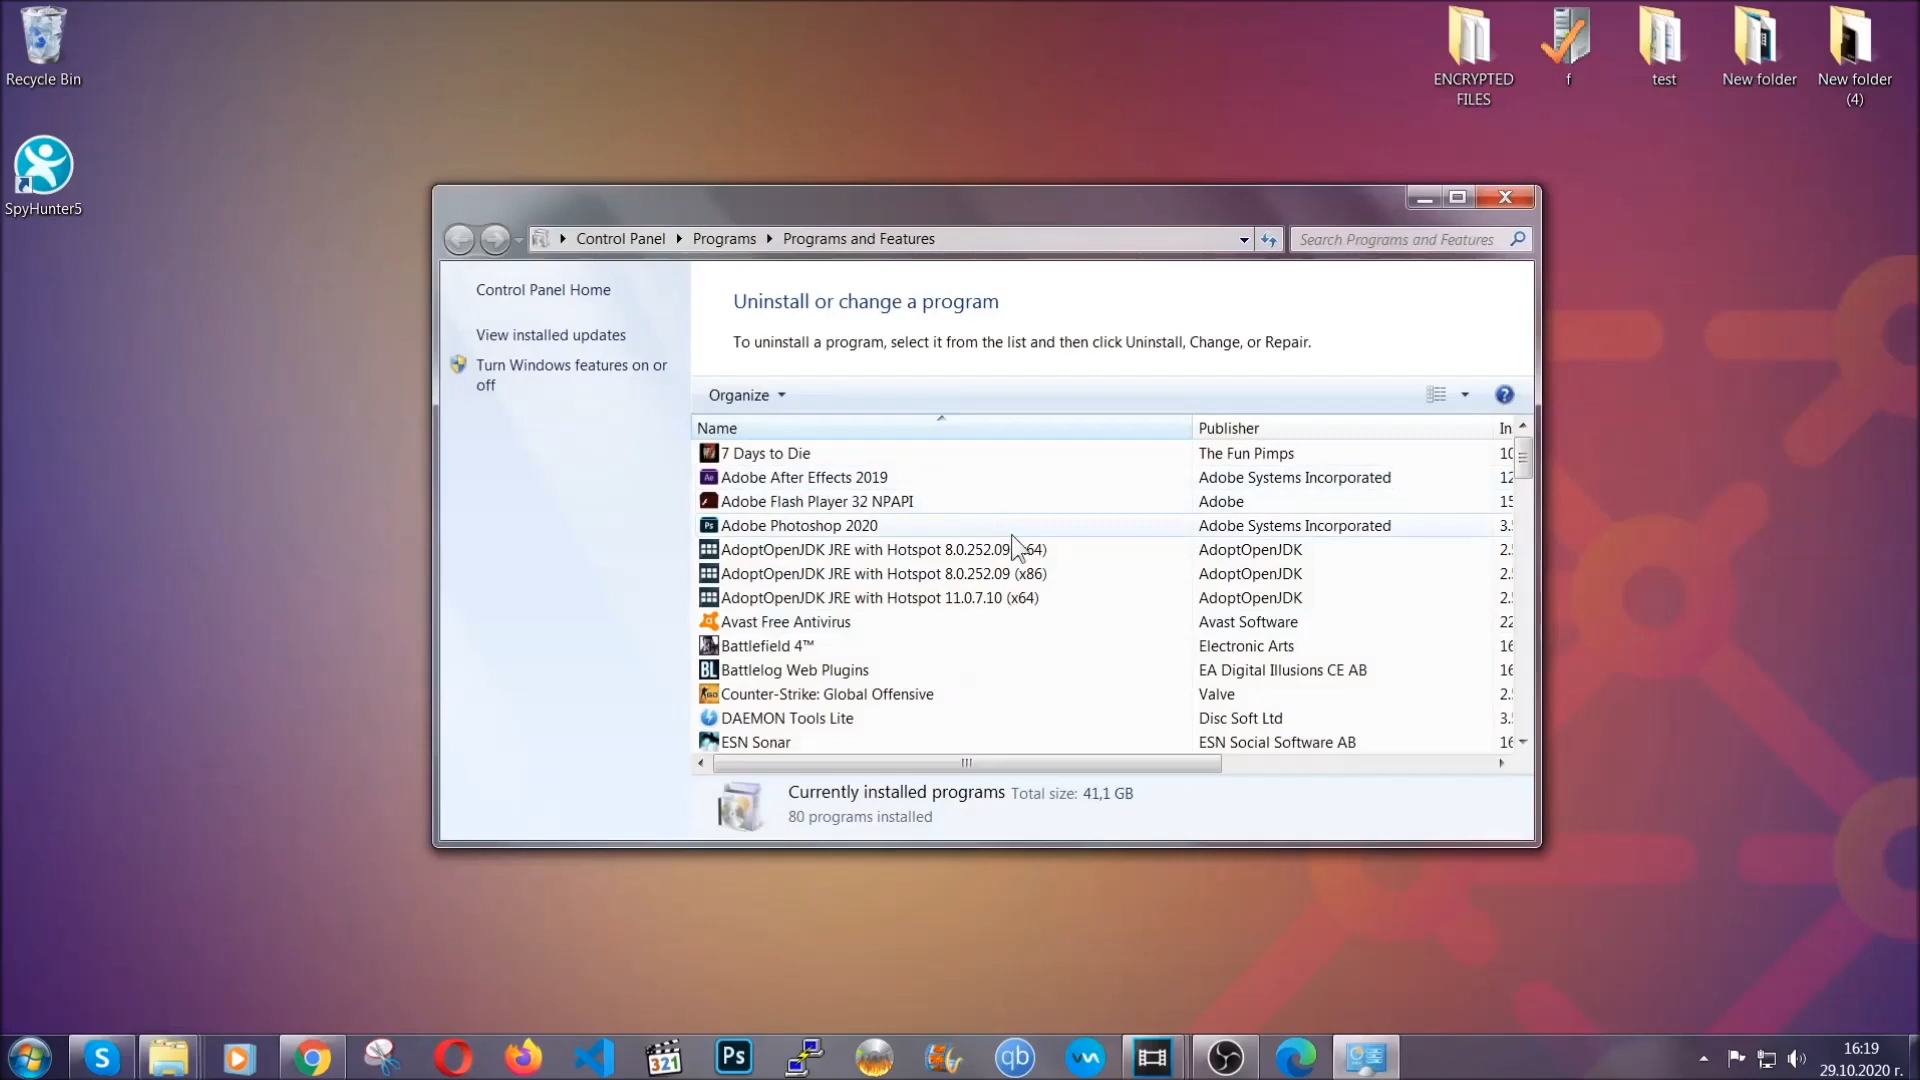 Recycle Bin
SpyHunter5
ENCRYPTED
FILES
f
test
New folder
New folder
(4)
Control Panel
Programs
Programs and Features
Search Programs and Features
Control Panel Home
View installed updates
Turn Windows features on or
off
Uninstall or change a program
To uninstall a program, select it from the list and then click Uninstall, Change, or Repair.
Organize
Name Publisher In
7 Days to Die The Fun Pimps 10
Adobe After Effects 2019 Adobe Systems Incorporated 12
Adobe Flash Player 32 NPAPI Adobe 15
Adobe Photoshop 2020 Adobe Systems Incorporated 3.
AdoptOpenJDK JRE with Hotspot 8.0.252.09 64) AdoptOpenJDK 2.
AdoptOpenJDK JRE with Hotspot 8.0.252.09 (x86) AdoptOpenJDK 2.
AdoptOpenJDK JRE with Hotspot 11.0.7.10 (x64) AdoptOpenJDK 2.
Avast Free Antivirus Avast Software 22
Battlefield 4™ Electronic Arts 16
Battlelog Web Plugins EA Digital Illusions CE AB 16
Counter-Strike: Global Offensive Valve 2.
DAEMON Tools Lite Disc Soft Ltd 3.
ESN Sonar ESN Social Software AB 16
Currently installed programs Total size: 41,1 GB
80 programs installed
321
Ps
qb
16:19
29.10.2020 г.